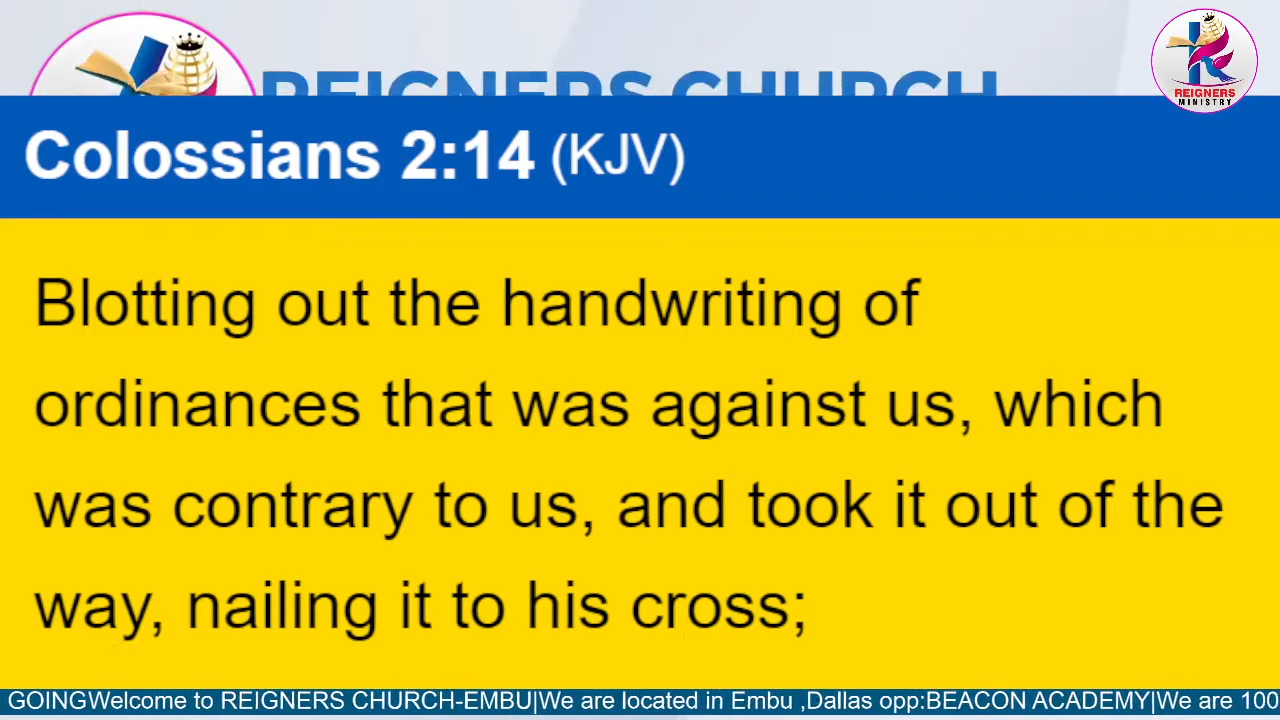 REIGNERS CHURCH
REIGNERS
MINISTRY
Colossians 2:14 (KJV)
Blotting out the handwriting of
ordinances that was against us, which
was contrary to us, and took it out of the
way, nailing it to his cross;
GOINGWelcome to REIGNERS CHURCH-EMBU|We are located in Embu ,Dallas opp:BEACON ACADEMY|We are 100